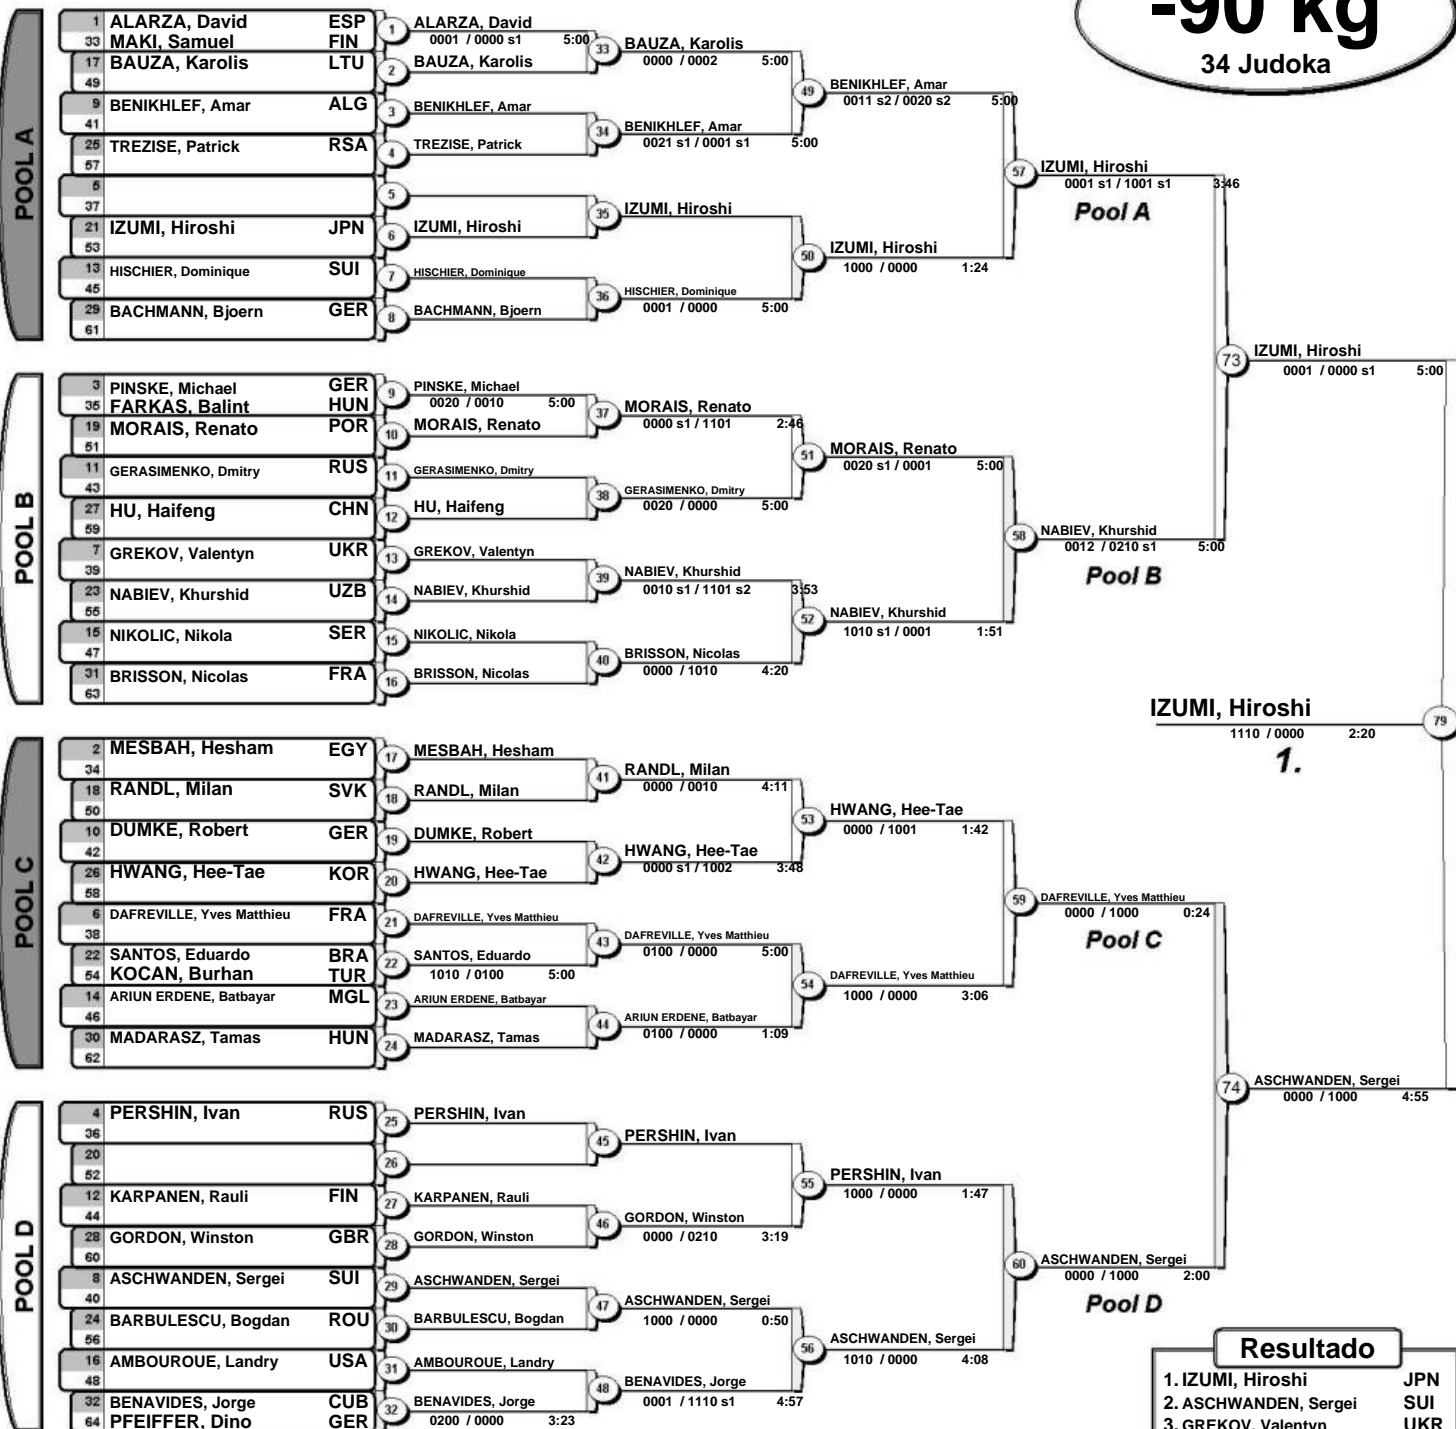 -90 kg
34 Judoka
POOL A
1 ALARZA, David ESP
33 MAKI, Samuel FIN
17 BAUZA, Karolis LTU
49
9 BENIKHLEF, Amar ALG
41
25 TREZISE, Patrick RSA
57
5
37
21 IZUMI, Hiroshi JPN
53
13 HISCHIER, Dominique SUI
45
29 BACHMANN, Bjoern GER
61
1 ALARZA, David
0001 / 0000 s1 5:00
2 BAUZA, Karolis
3 BENIKHLEF, Amar
4 TREZISE, Patrick
5
6 IZUMI, Hiroshi
7 HISCHIER, Dominique
8 BACHMANN, Bjoern
33 BAUZA, Karolis
0000 / 0002 5:00
34 BENIKHLEF, Amar
0021 s1 / 0001 s1 5:00
35 IZUMI, Hiroshi
36 HISCHIER, Dominique
0001 / 0000 5:00
49 BENIKHLEF, Amar
0011 s2 / 0020 s2 5:00
50 IZUMI, Hiroshi
1000 / 0000 1:24
57 IZUMI, Hiroshi
0001 s1 / 1001 s1 3:46
Pool A
POOL B
3 PINSKE, Michael GER
35 FARKAS, Balint HUN
19 MORAIS, Renato POR
51
11 GERASIMENKO, Dmitry RUS
43
27 HU, Haifeng CHN
59
7 GREKOV, Valentyn UKR
39
23 NABIEV, Khurshid UZB
55
15 NIKOLIC, Nikola SER
47
31 BRISSON, Nicolas FRA
63
9 PINSKE, Michael
0020 / 0010 5:00
10 MORAIS, Renato
11 GERASIMENKO, Dmitry
12 HU, Haifeng
13 GREKOV, Valentyn
14 NABIEV, Khurshid
15 NIKOLIC, Nikola
16 BRISSON, Nicolas
37 MORAIS, Renato
0000 s1 / 1101 2:46
38 GERASIMENKO, Dmitry
0020 / 0000 5:00
39 NABIEV, Khurshid
0010 s1 / 1101 s2 3:53
40 BRISSON, Nicolas
0000 / 1010 4:20
51 MORAIS, Renato
0020 s1 / 0001 5:00
52 NABIEV, Khurshid
1010 s1 / 0001 1:51
58 NABIEV, Khurshid
0012 / 0210 s1 5:00
Pool B
73 IZUMI, Hiroshi
0001 / 0000 s1 5:00
IZUMI, Hiroshi 79
1110 / 0000 2:20
1.
POOL C
2 MESBAH, Hesham EGY
34
18 RANDL, Milan SVK
50
10 DUMKE, Robert GER
42
26 HWANG, Hee-Tae KOR
58
6 DAFREVILLE, Yves Matthieu FRA
38
22 SANTOS, Eduardo BRA
54 KOCAN, Burhan TUR
14 ARIUN ERDENE, Batbayar MGL
46
30 MADARASZ, Tamas HUN
62
17 MESBAH, Hesham
18 RANDL, Milan
19 DUMKE, Robert
20 HWANG, Hee-Tae
21 DAFREVILLE, Yves Matthieu
22 SANTOS, Eduardo
1010 / 0100 5:00
23 ARIUN ERDENE, Batbayar
24 MADARASZ, Tamas
41 RANDL, Milan
0000 / 0010 4:11
42 HWANG, Hee-Tae
0000 s1 / 1002 3:48
43 DAFREVILLE, Yves Matthieu
0100 / 0000 5:00
44 ARIUN ERDENE, Batbayar
0100 / 0000 1:09
53 HWANG, Hee-Tae
0000 / 1001 1:42
54 DAFREVILLE, Yves Matthieu
1000 / 0000 3:06
59 DAFREVILLE, Yves Matthieu
0000 / 1000 0:24
Pool C
POOL D
4 PERSHIN, Ivan RUS
36
20
52
12 KARPANEN, Rauli FIN
44
28 GORDON, Winston GBR
60
8 ASCHWANDEN, Sergei SUI
40
24 BARBULESCU, Bogdan ROU
56
16 AMBOUROUE, Landry USA
48
32 BENAVIDES, Jorge CUB
64 PFEIFFER, Dino GER
25 PERSHIN, Ivan
26
27 KARPANEN, Rauli
28 GORDON, Winston
29 ASCHWANDEN, Sergei
30 BARBULESCU, Bogdan
31 AMBOUROUE, Landry
32 BENAVIDES, Jorge
0200 / 0000 3:23
45 PERSHIN, Ivan
46 GORDON, Winston
0000 / 0210 3:19
47 ASCHWANDEN, Sergei
1000 / 0000 0:50
48 BENAVIDES, Jorge
0001 / 1110 s1 4:57
55 PERSHIN, Ivan
1000 / 0000 1:47
56 ASCHWANDEN, Sergei
1010 / 0000 4:08
60 ASCHWANDEN, Sergei
0000 / 1000 2:00
Pool D
74 ASCHWANDEN, Sergei
0000 / 1000 4:55
Resultado
1. IZUMI, Hiroshi JPN
2. ASCHWANDEN, Sergei SUI
3. GREKOV, Valentyn UKR